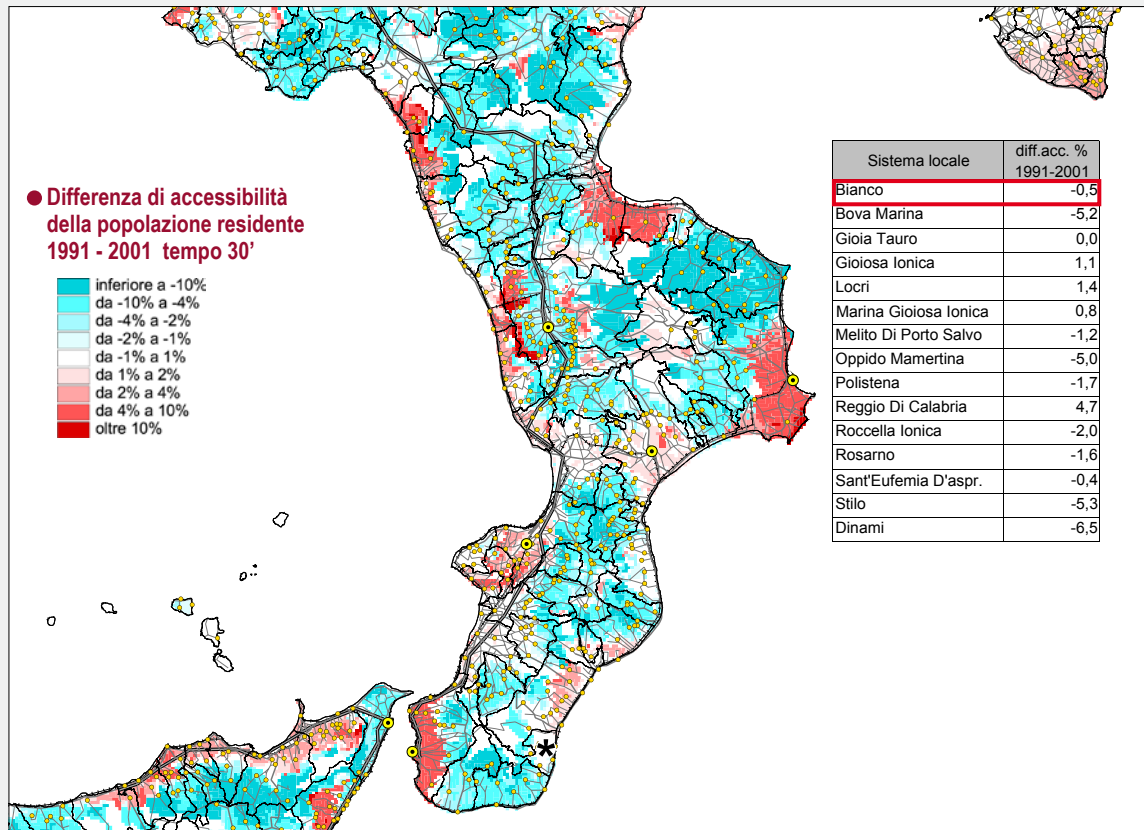 Differenza di accessibilità
della popolazione residente
1991 - 2001 tempo 30'
inferiore a -10%
da -10% a -4%
da -4% a -2%
da -2% a -1%
da -1% a 1%
da 1% a 2%
da 2% a 4%
da 4% a 10%
oltre 10%
Sistema locale diff.acc. %
1991-2001
Bianco -0,5
Bova Marina -5,2
Gioia Tauro 0,0
Gioiosa Ionica 1,1
Locri 1,4
Marina Gioiosa Ionica 0,8
Melito Di Porto Salvo -1,2
Oppido Mamertina -5,0
Polistena -1,7
Reggio Di Calabria 4,7
Roccella Ionica -2,0
Rosarno -1,6
Sant'Eufemia D'aspr. -0,4
Stilo -5,3
Dinami -6,5
*